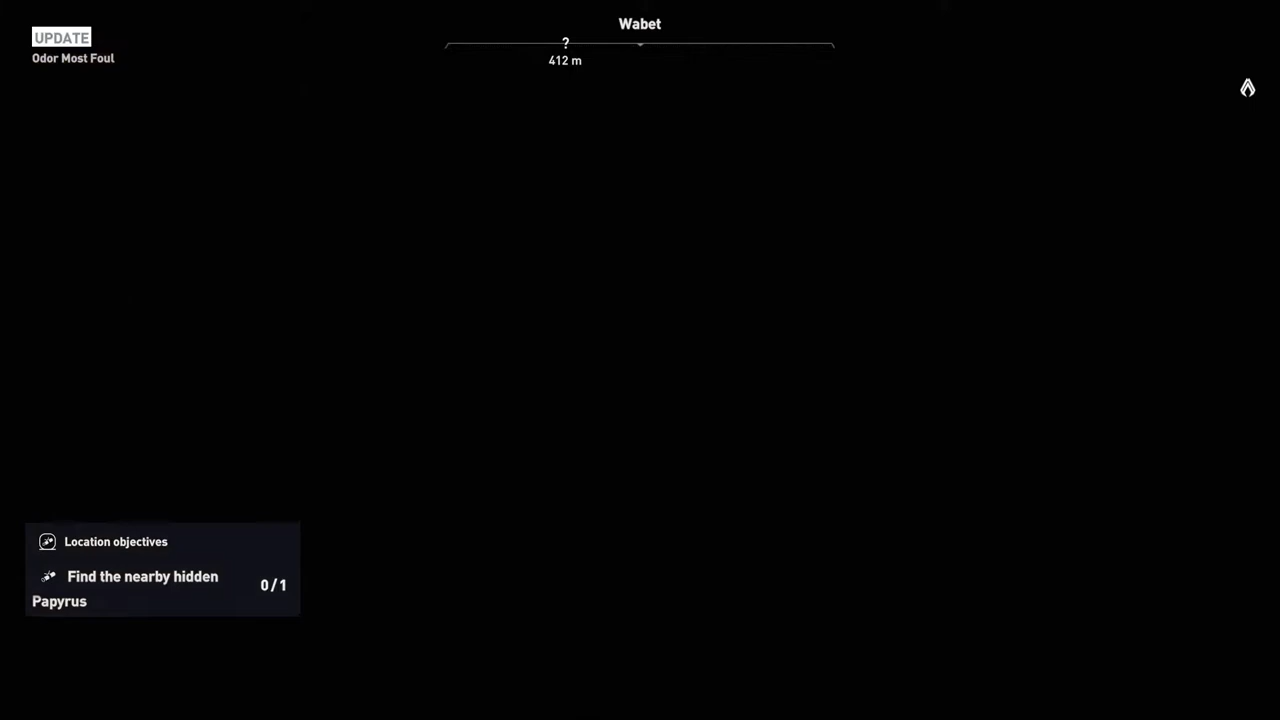 UPDATE
Odor Most Foul
Wabet
?
412 m
Location objectives
Find the nearby hidden
Papyrus
0/1